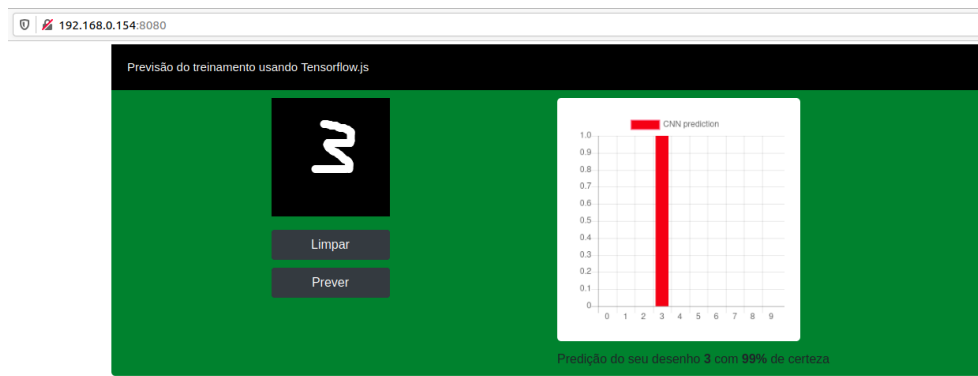 192.168.0.154:8080
Previsão do treinamento usando Tensorflow.js
3
Limpar
Prever
CNN prediction
1.0
0.9
0.8
0.7
0.6
0.5
0.4
0.3
0.2
0.1
0
0 1 2 3 4 5 6 7 8 9
Predição do seu desenho 3 com 99% de certeza